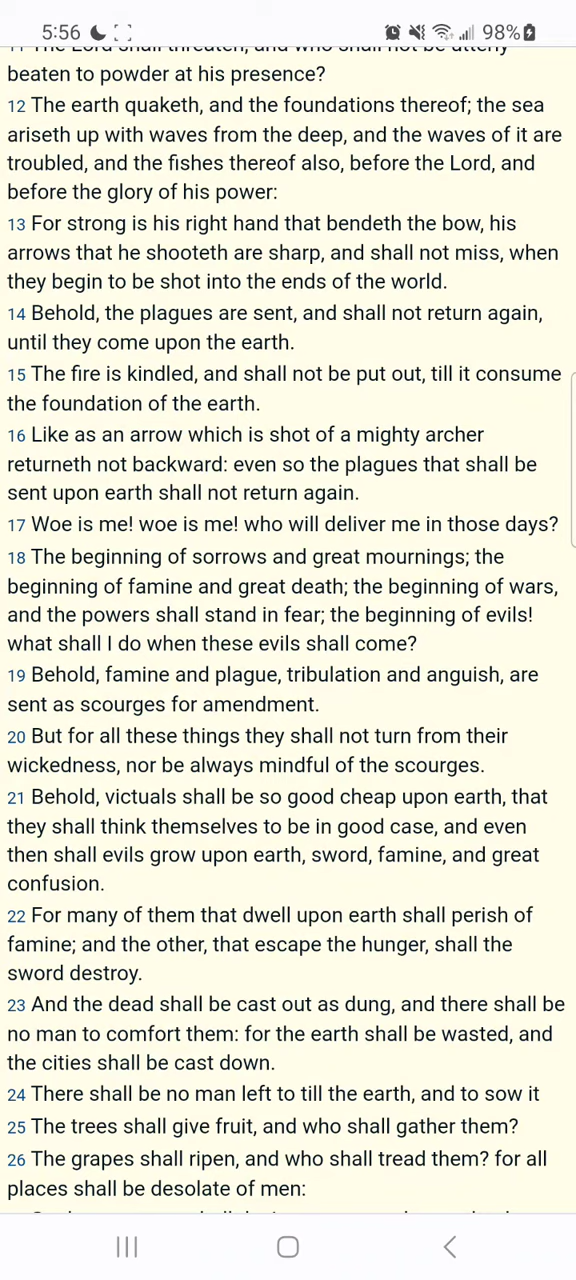 5:56
98%
11 The Lord shall threaten, and who shall not be utterly
beaten to powder at his presence?
12 The earth quaketh, and the foundations thereof; the sea
ariseth up with waves from the deep, and the waves of it are
troubled, and the fishes thereof also, before the Lord, and
before the glory of his power:
13 For strong is his right hand that bendeth the bow, his
arrows that he shooteth are sharp, and shall not miss, when
they begin to be shot into the ends of the world.
14 Behold, the plagues are sent, and shall not return again,
until they come upon the earth.
15 The fire is kindled, and shall not be put out, till it consume
the foundation of the earth.
16 Like as an arrow which is shot of a mighty archer
returneth not backward: even so the plagues that shall be
sent upon earth shall not return again.
17 Woe is me! woe is me! who will deliver me in those days?
18 The beginning of sorrows and great mournings; the
beginning of famine and great death; the beginning of wars,
and the powers shall stand in fear; the beginning of evils!
what shall I do when these evils shall come?
19 Behold, famine and plague, tribulation and anguish, are
sent as scourges for amendment.
20 But for all these things they shall not turn from their
wickedness, nor be always mindful of the scourges.
21 Behold, victuals shall be so good cheap upon earth, that
they shall think themselves to be in good case, and even
then shall evils grow upon earth, sword, famine, and great
confusion.
22 For many of them that dwell upon earth shall perish of
famine; and the other, that escape the hunger, shall the
sword destroy.
23 And the dead shall be cast out as dung, and there shall be
no man to comfort them: for the earth shall be wasted, and
the cities shall be cast down.
24 There shall be no man left to till the earth, and to sow it
25 The trees shall give fruit, and who shall gather them?
26 The grapes shall ripen, and who shall tread them? for all
places shall be desolate of men: